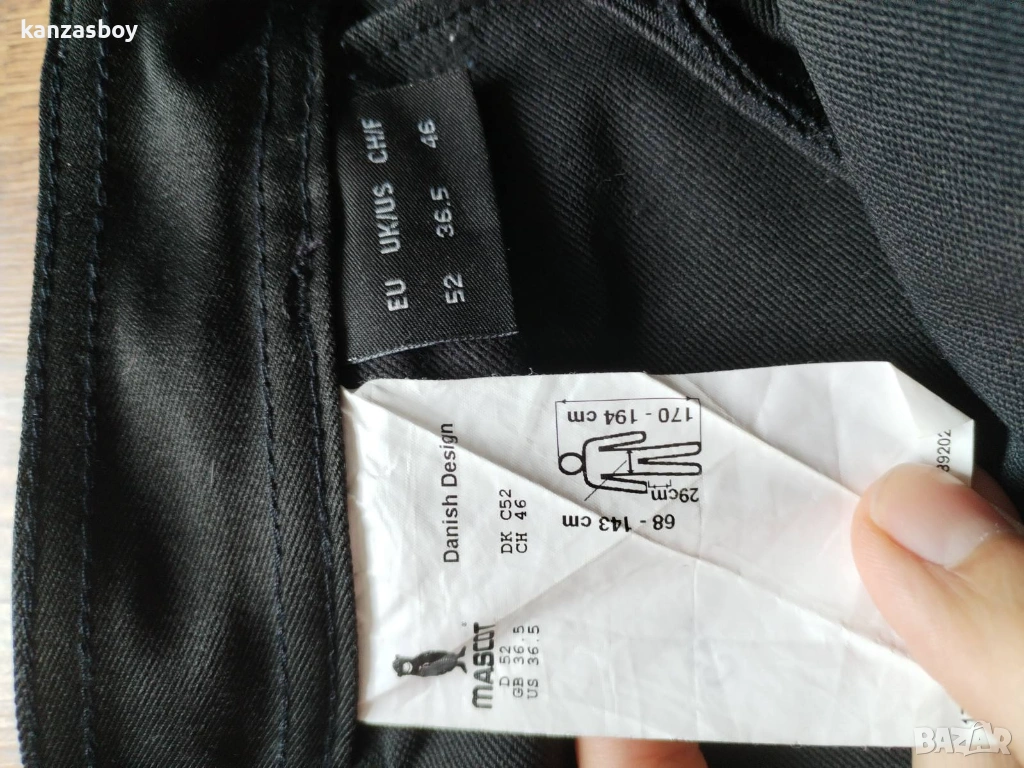 kanzasboy
EU UK/US CH/F
52 36.5 46
MASCOT Danish Design
D 52 DK C52
GB 36.5 CH 46
US 36.5
170 - 194 cm
29cm
68 - 143 cm
89202
BAZAR